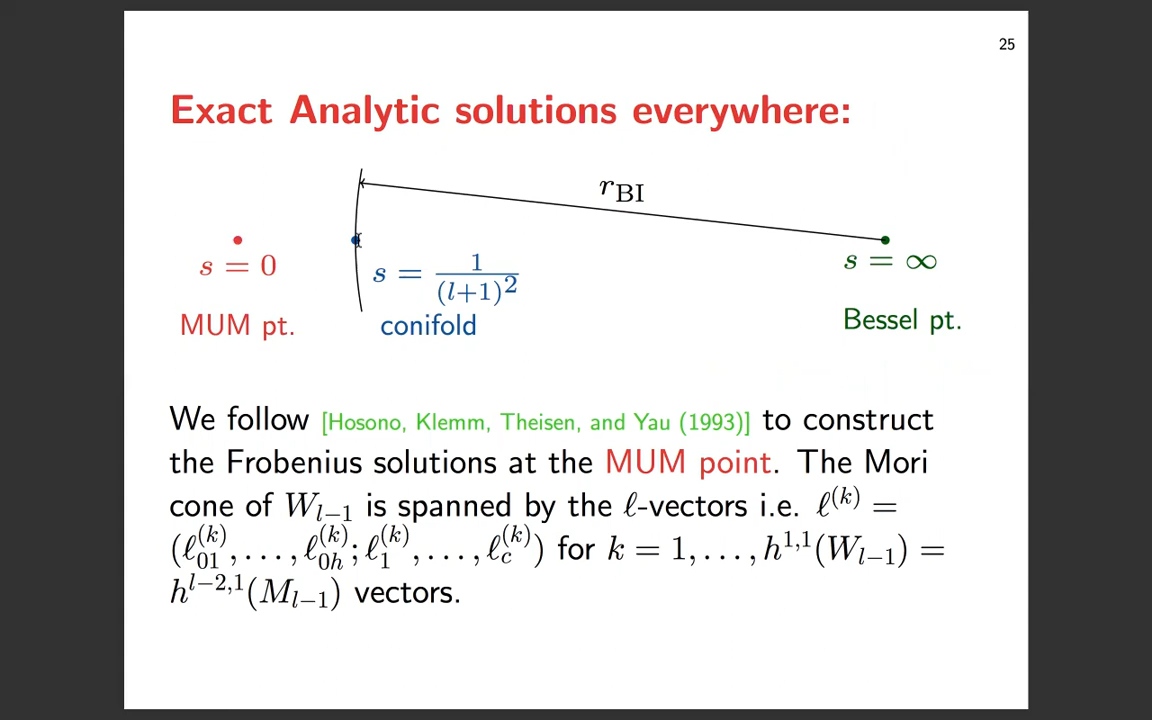 25
Exact Analytic solutions everywhere:
r_BI
s = 0
s = \frac{1}{(l+1)^2}
s = ∞
MUM pt.
conifold
Bessel pt.
We follow [Hosono, Klemm, Theisen, and Yau (1993)] to construct
the Frobenius solutions at the MUM point. The Mori
cone of W_{l−1} is spanned by the ℓ-vectors i.e. ℓ^{(k)} =
(ℓ_{01}^{(k)}, . . . , ℓ_{0h}^{(k)}; ℓ_1^{(k)}, . . . , ℓ_c^{(k)}) for k = 1, . . . , h^{1,1}(W_{l−1}) =
h^{l−2,1}(M_{l−1}) vectors.